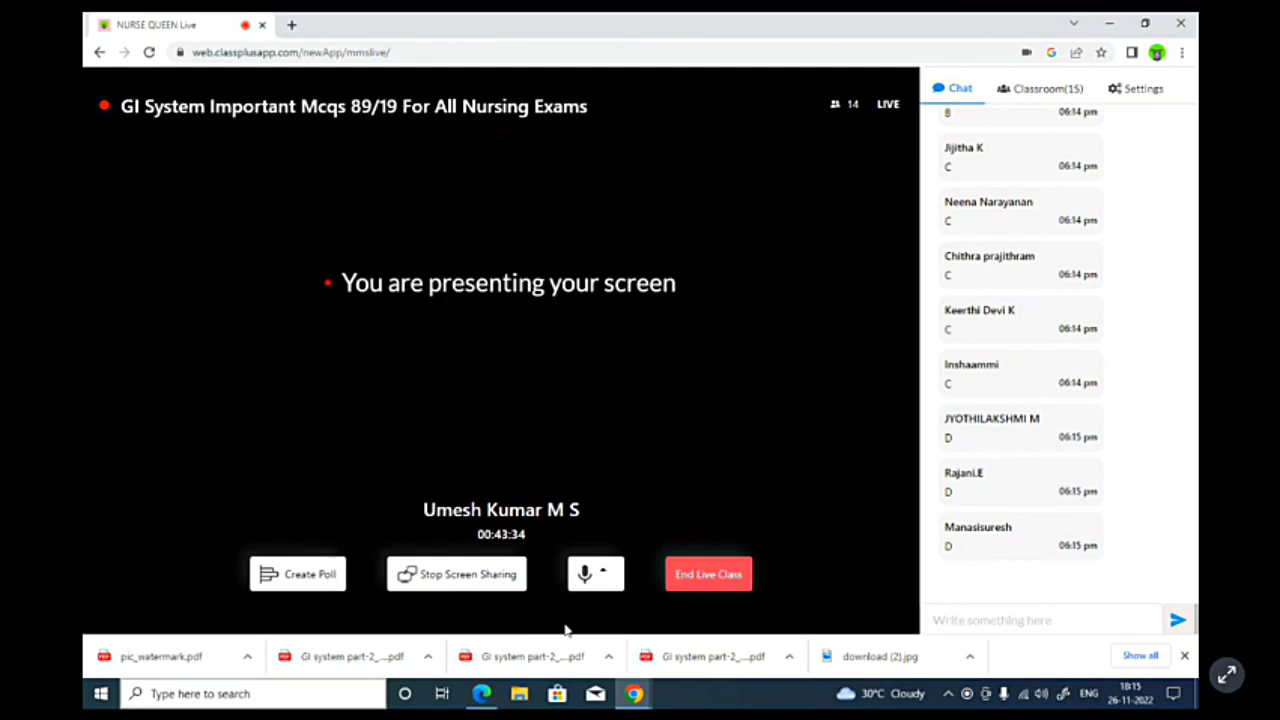 NURSE QUEEN Live
web.classplusapp.com/newApp/mmslive/
GI System Important Mcqs 89/19 For All Nursing Exams
14 LIVE
You are presenting your screen
Umesh Kumar M S
00:43:34
Create Poll
Stop Screen Sharing
End Live Class
Chat Classroom(15) Settings
B 06:14 pm
Jijitha K
C 06:14 pm
Neena Narayanan
C 06:14 pm
Chithra prajithram
C 06:14 pm
Keerthi Devi K
C 06:14 pm
Inshaammi
C 06:14 pm
JYOTHILAKSHMI M
D 06:15 pm
Rajani.E
D 06:15 pm
Manasisuresh
D 06:15 pm
Write something here
pic_watermark.pdf GI system part-2_....pdf GI system part-2_....pdf GI system part-2_....pdf download (2).jpg Show all
Type here to search 30°C Cloudy ENG 18:15
26-11-2022